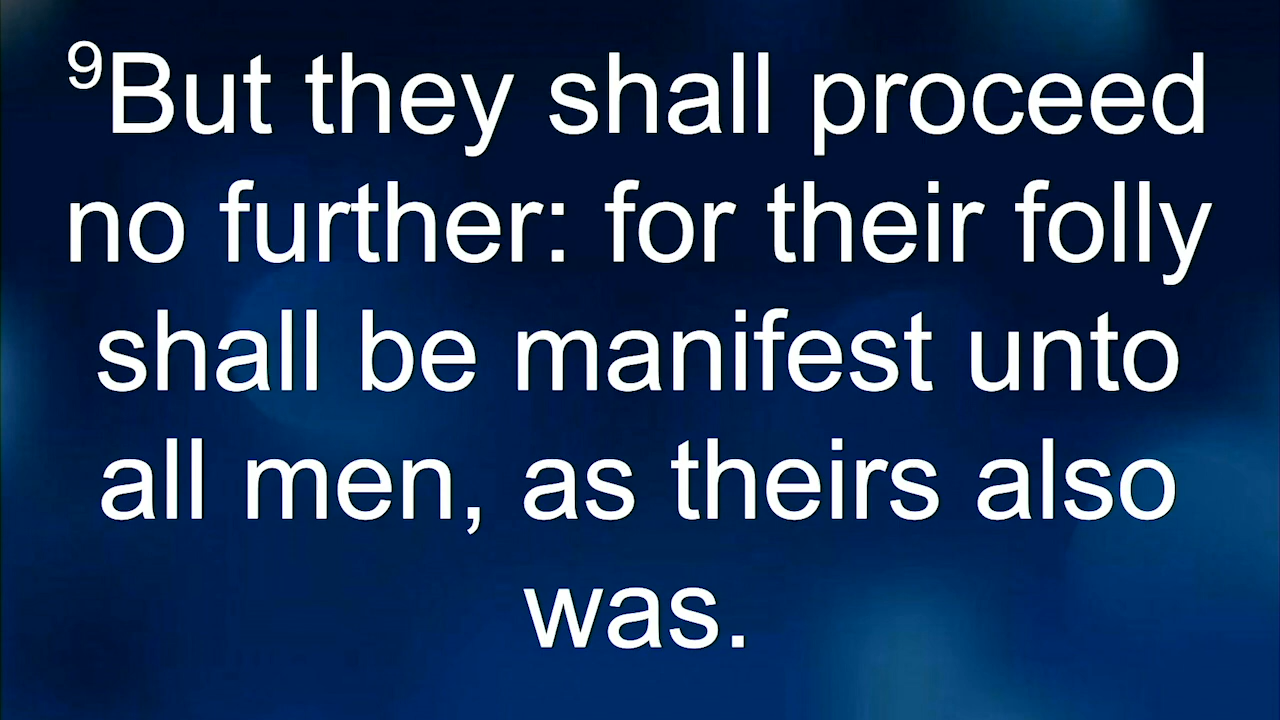 ⁹But they shall proceed
no further: for their folly
shall be manifest unto
all men, as theirs also
was.